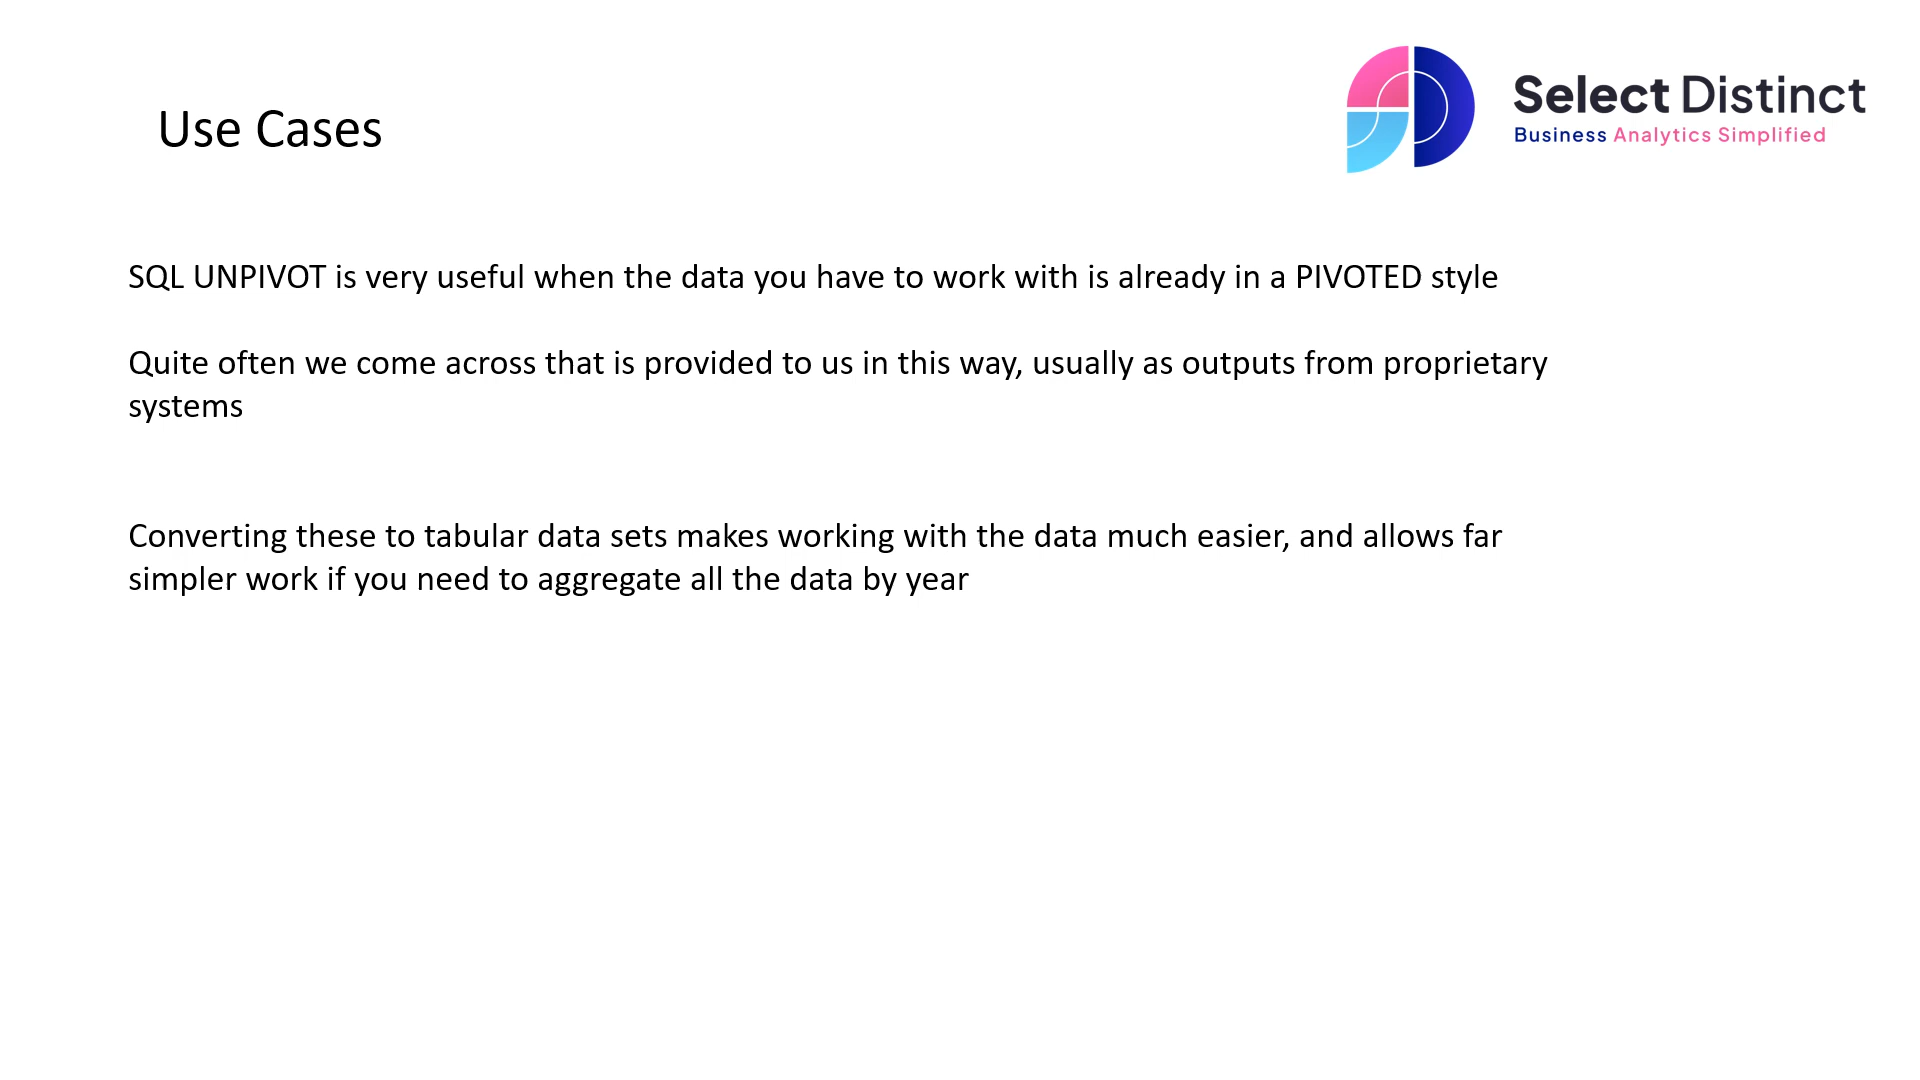 Use Cases
Select Distinct
Business Analytics Simplified
SQL UNPIVOT is very useful when the data you have to work with is already in a PIVOTED style
Quite often we come across that is provided to us in this way, usually as outputs from proprietary
systems
Converting these to tabular data sets makes working with the data much easier, and allows far
simpler work if you need to aggregate all the data by year